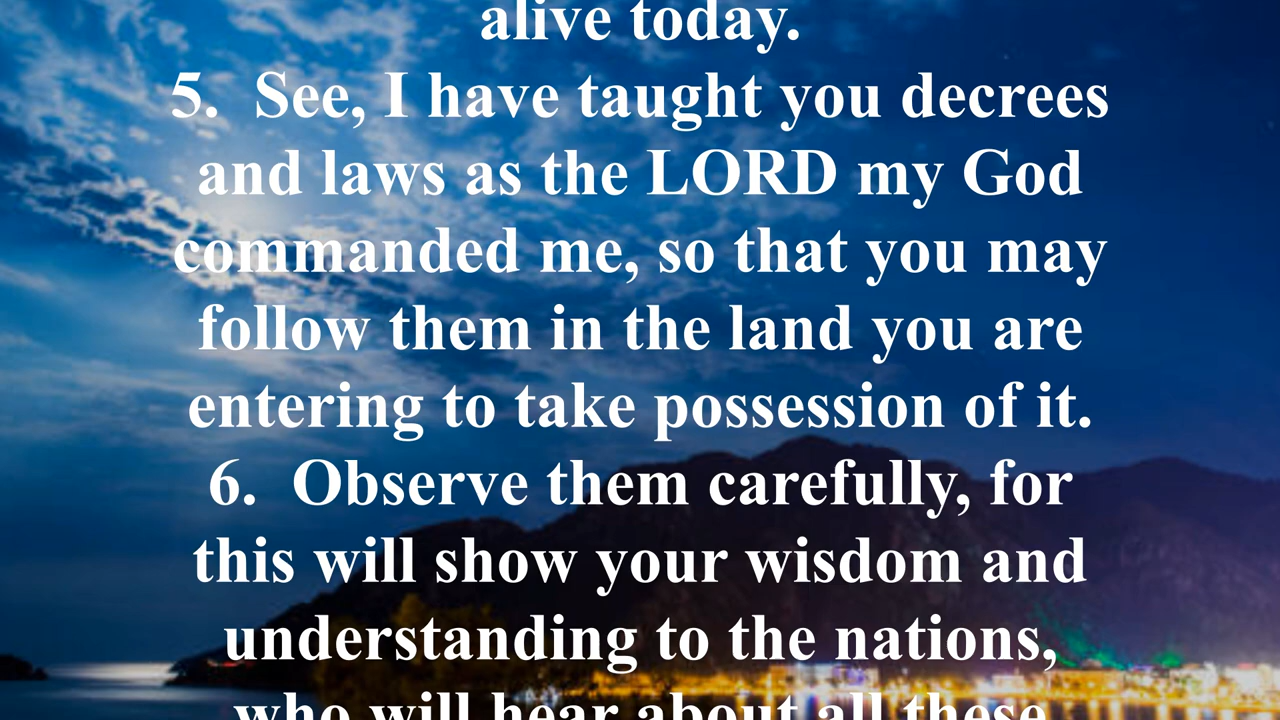 alive today.
5.  See, I have taught you decrees
and laws as the LORD my God
commanded me, so that you may
follow them in the land you are
entering to take possession of it.
6.  Observe them carefully, for
this will show your wisdom and
understanding to the nations,
who will hear about all these